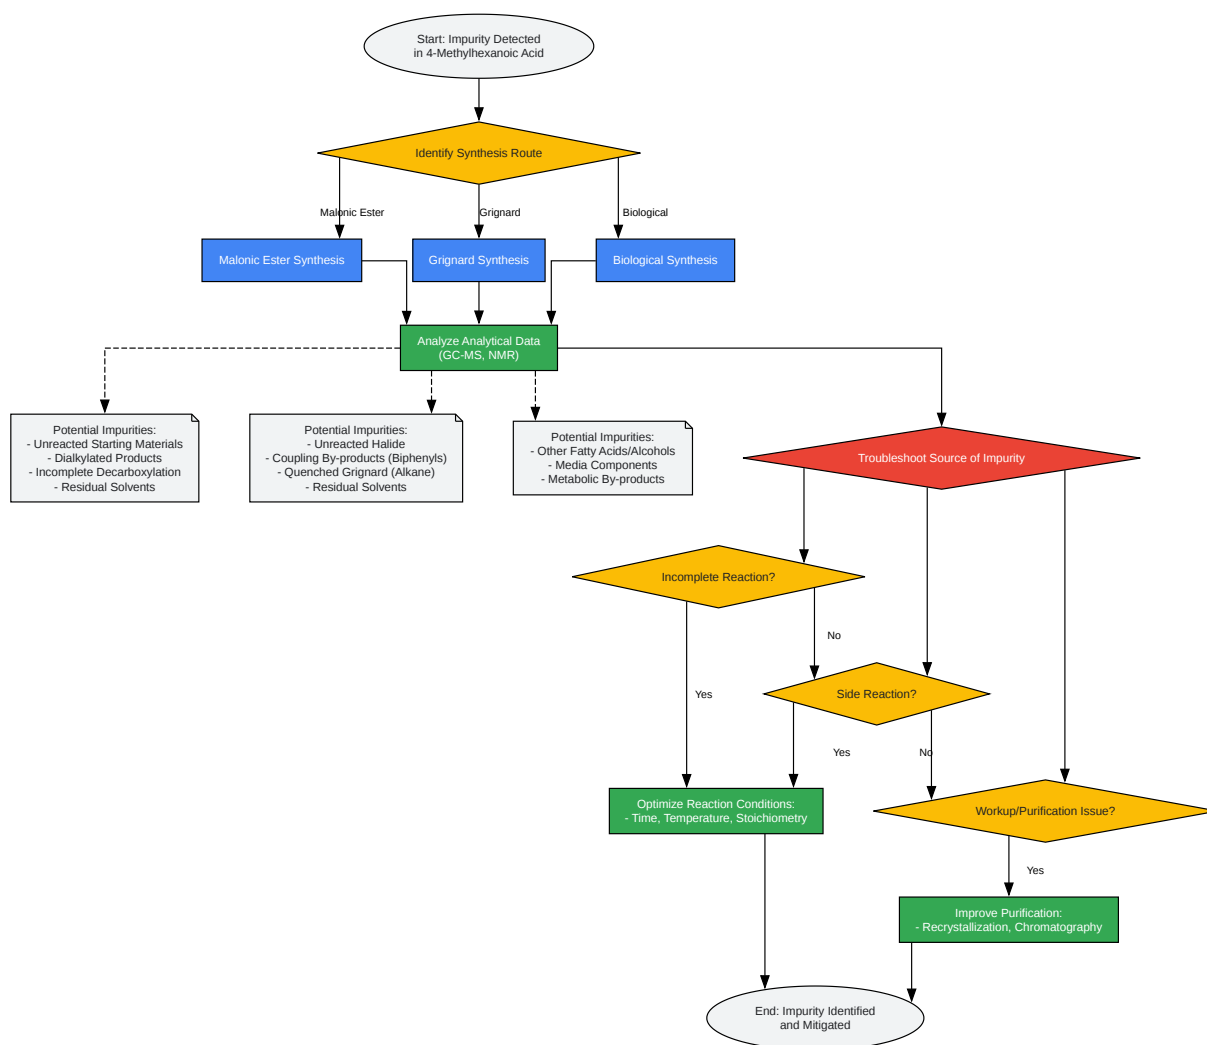 Start: Impurity Detected
in 4-Methylhexanoic Acid
Identify Synthesis Route
Malonic Ester
Grignard
Biological
Malonic Ester Synthesis
Grignard Synthesis
Biological Synthesis
Analyze Analytical Data
(GC-MS, NMR)
Potential Impurities:
- Unreacted Starting Materials
- Dialkylated Products
- Incomplete Decarboxylation
- Residual Solvents
Potential Impurities:
- Unreacted Halide
- Coupling By-products (Biphenyls)
- Quenched Grignard (Alkane)
- Residual Solvents
Potential Impurities:
- Other Fatty Acids/Alcohols
- Media Components
- Metabolic By-products
Troubleshoot Source of Impurity
Incomplete Reaction?
No
Yes
Side Reaction?
Yes
No
Optimize Reaction Conditions:
- Time, Temperature, Stoichiometry
Workup/Purification Issue?
Yes
Improve Purification:
- Recrystallization, Chromatography
End: Impurity Identified
and Mitigated